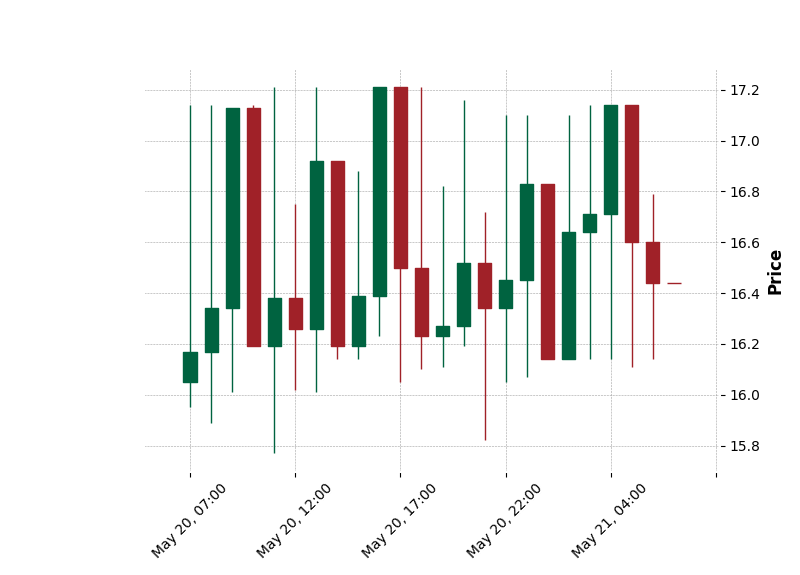 17.2
17.0
16.8
16.6
16.4
16.2
16.0
15.8
Price
May 20, 07:00
May 20, 12:00
May 20, 17:00
May 20, 22:00
May 21, 04:00